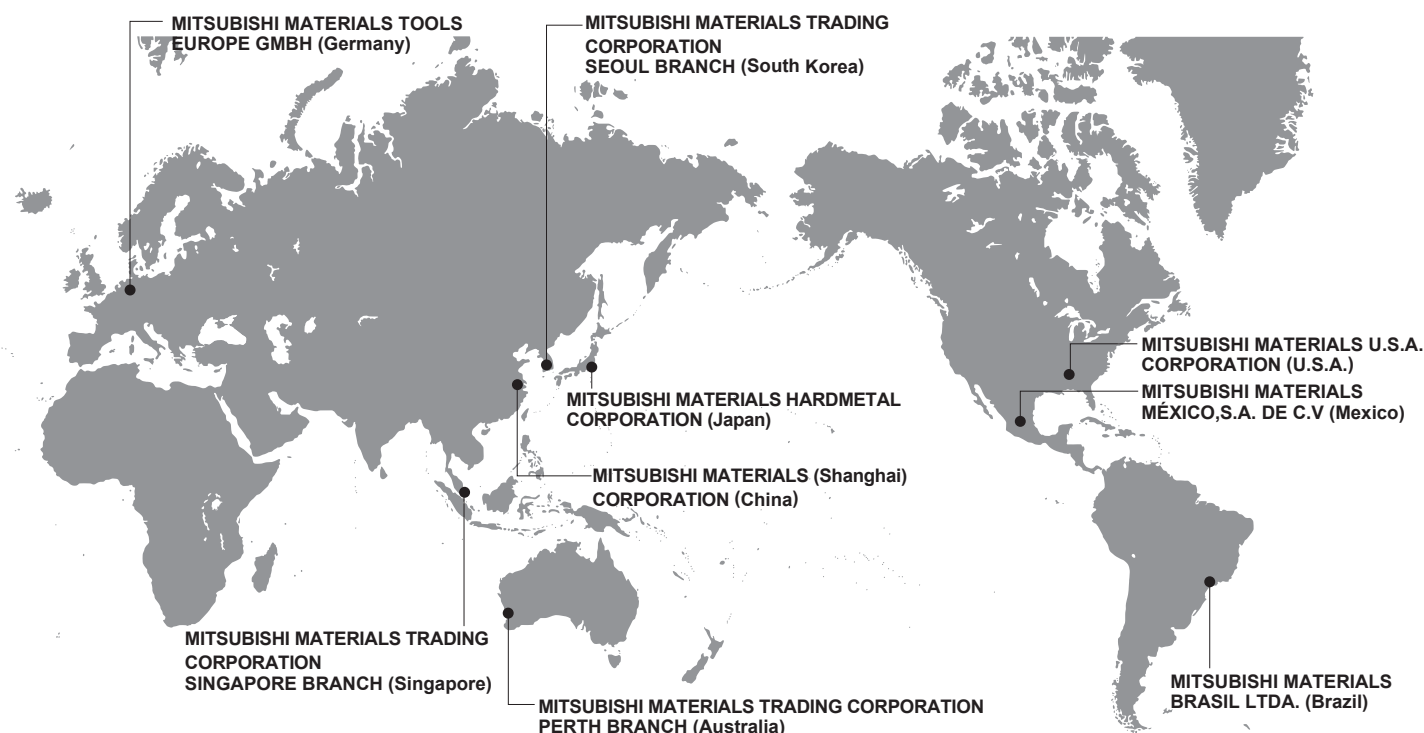 MITSUBISHI MATERIALS TOOLS
EUROPE GMBH (Germany)
MITSUBISHI MATERIALS TRADING
CORPORATION
SEOUL BRANCH (South Korea)
MITSUBISHI MATERIALS U.S.A.
CORPORATION (U.S.A.)
MITSUBISHI MATERIALS
MÉXICO,S.A. DE C.V (Mexico)
MITSUBISHI MATERIALS HARDMETAL
CORPORATION (Japan)
MITSUBISHI MATERIALS (Shanghai)
CORPORATION (China)
MITSUBISHI MATERIALS TRADING
CORPORATION
SINGAPORE BRANCH (Singapore)
MITSUBISHI MATERIALS TRADING CORPORATION
PERTH BRANCH (Australia)
MITSUBISHI MATERIALS
BRASIL LTDA. (Brazil)